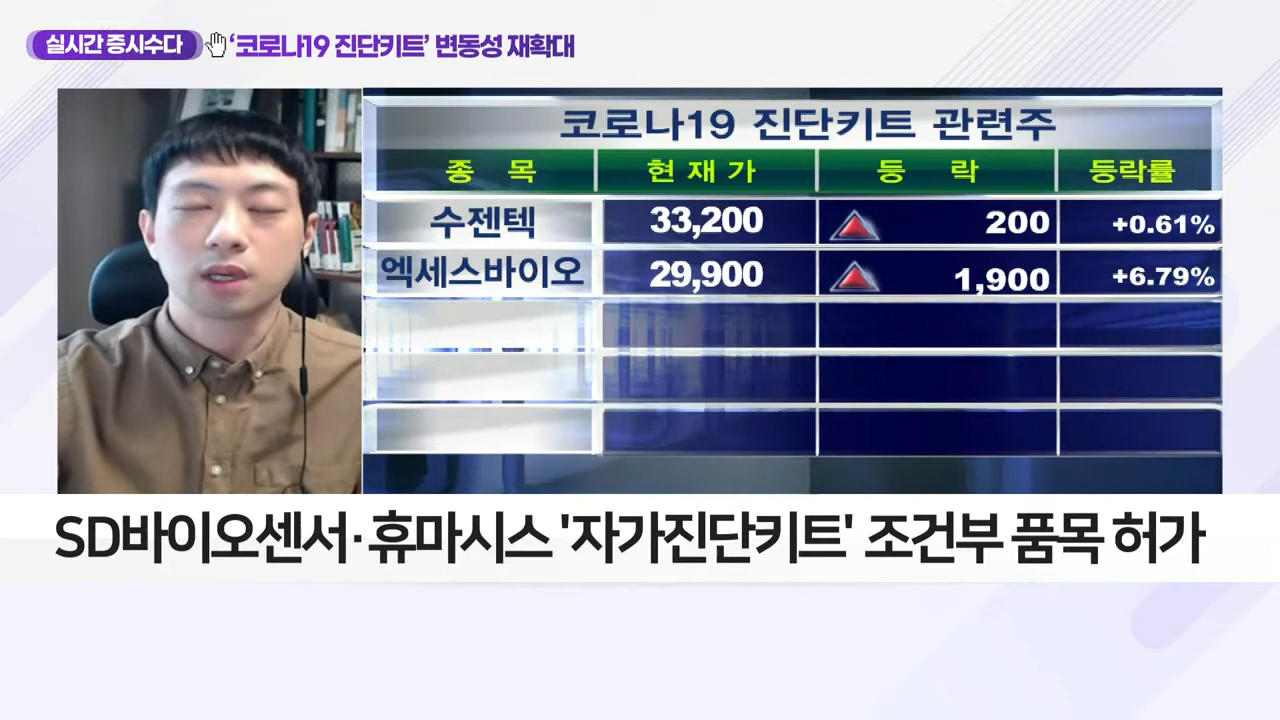 실시간 증시수다 '코로나19 진단키트' 변동성 재확대
코로나19 진단키트 관련주
종 목 현재가 등 락 등락률
수젠텍 33,200 200 +0.61%
엑세스바이오 29,900 1,900 +6.79%
SD바이오센서·휴마시스 '자가진단키트' 조건부 품목 허가